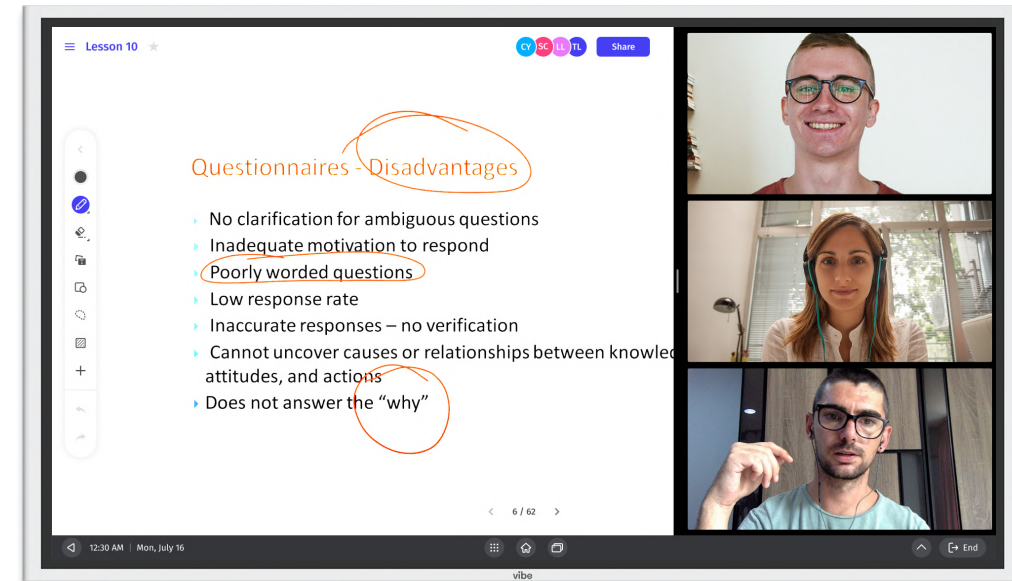 Lesson 10
CY SC LL TL
Share
Questionnaires - Disadvantages
No clarification for ambiguous questions
Inadequate motivation to respond
Poorly worded questions
Low response rate
Inaccurate responses – no verification
Cannot uncover causes or relationships between knowled
attitudes, and actions
Does not answer the “why”
6 / 62
12:30 AM | Mon, July 16
End
vibe